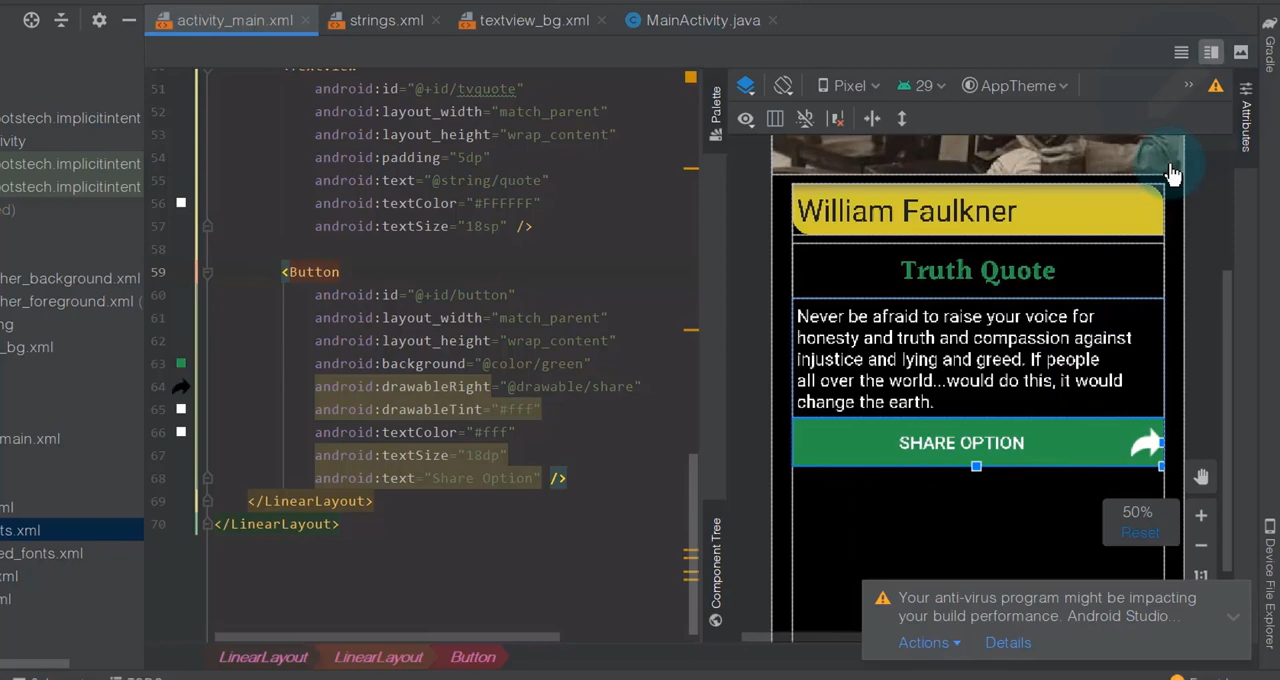 activity_main.xml
strings.xml
textview_bg.xml
MainActivity.java
Gradle
Pixel
29
AppTheme
Palette
Attributes
ootstech.implicitintent
ivity
ootstech.implicitintent
ootstech.implicitintent
ed)
her_background.xml
her_foreground.xml (
ng
_bg.xml
main.xml
ml
ts.xml
ed_fonts.xml
xml
ml
51 android:id="@+id/tvquote"
52 android:layout_width="match_parent"
53 android:layout_height="wrap_content"
54 android:padding="5dp"
55 android:text="@string/quote"
56 android:textColor="#FFFFFF"
57 android:textSize="18sp" />
58
59 <Button
60 android:id="@+id/button"
61 android:layout_width="match_parent"
62 android:layout_height="wrap_content"
63 android:background="@color/green"
64 android:drawableRight="@drawable/share"
65 android:drawableTint="#fff"
66 android:textColor="#fff"
67 android:textSize="18dp"
68 android:text="Share Option" />
69 </LinearLayout>
70 </LinearLayout>
William Faulkner
Truth Quote
Never be afraid to raise your voice for
honesty and truth and compassion against
injustice and lying and greed. If people
all over the world...would do this, it would
change the earth.
SHARE OPTION
50%
Reset
1:1
Component Tree
Device File Explorer
Your anti-virus program might be impacting
your build performance. Android Studio...
Actions
Details
LinearLayout
LinearLayout
Button